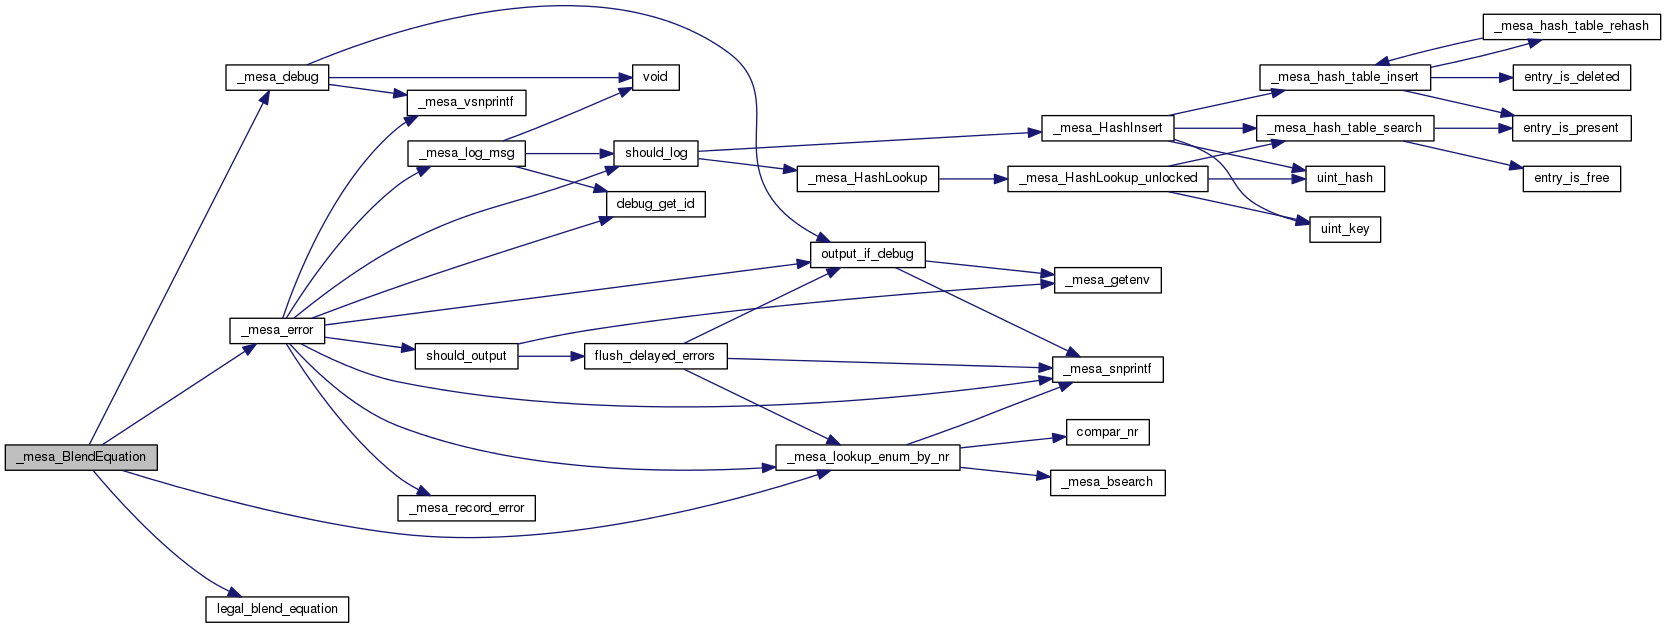 _mesa_hash_table_rehash
_mesa_debug
void
_mesa_hash_table_insert
entry_is_deleted
_mesa_vsnprintf
_mesa_HashInsert
_mesa_hash_table_search
entry_is_present
_mesa_log_msg
should_log
_mesa_HashLookup
_mesa_HashLookup_unlocked
uint_hash
entry_is_free
debug_get_id
uint_key
output_if_debug
_mesa_getenv
_mesa_error
should_output
flush_delayed_errors
_mesa_snprintf
compar_nr
_mesa_BlendEquation
_mesa_lookup_enum_by_nr
_mesa_bsearch
_mesa_record_error
legal_blend_equation